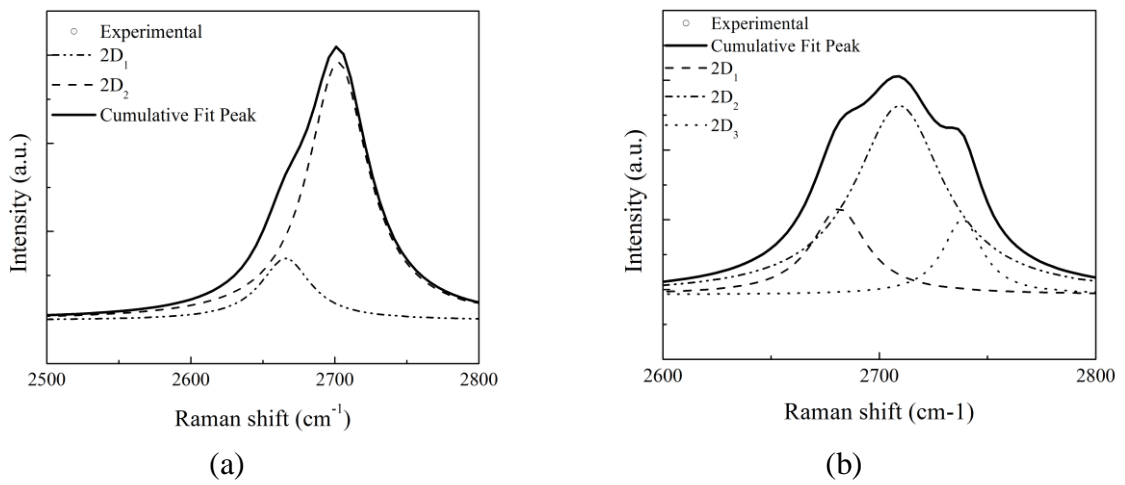 Experimental
2D₁
2D₂
Cumulative Fit Peak
Intensity (a.u.)
2500
2600
2700
2800
Raman shift (cm⁻¹)
(a)
Experimental
Cumulative Fit Peak
2D₁
2D₂
2D₃
Intensity (a.u.)
2600
2700
2800
Raman shift (cm-1)
(b)